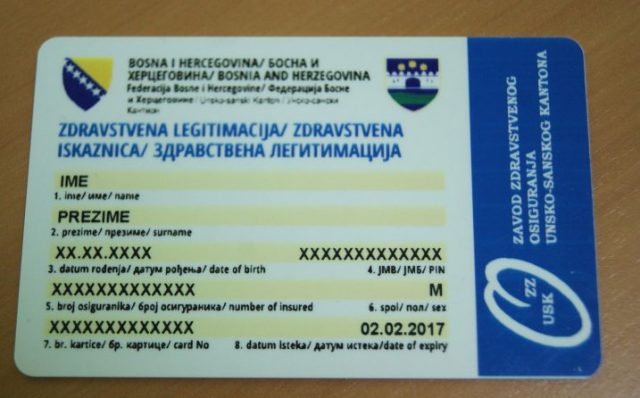 BOSNA I HERCEGOVINA/ БОСНА И
ХЕРЦЕГОВИНА/ BOSNIA AND HERZEGOVINA
Federacija Bosne i Hercegovine/ Федерација Босне
и Херцеговине/ Unsko-sanski Kanton / Унско-сански
Кантон
ZDRAVSTVENA LEGITIMACIJA/ ZDRAVSTVENA
ISKAZNICA/ ЗДРАВСТВЕНА ЛЕГИТИМАЦИЈА
IME
1. ime/ име/ name
PREZIME
2. prezime/ презиме/ surname
XX.XX.XXXX XXXXXXXXXXXXX
3. datum rođenja/ датум рођења/ date of birth 4. JMB/ ЈМБ/ PIN
XXXXXXXXXXXXX M
5. broj osiguranika/ број осигураника/ number of insured 6. spol/ пол/ sex
XXXXXXXXXXXXX 02.02.2017
7. br. kartice/ бр. картице/ card No 8. datum isteka/ датум истека/date of expiry
ZAVOD ZDRAVSTVENOG
OSIGURANJA
UNSKO-SANSKOG KANTONA
ZZ
USK